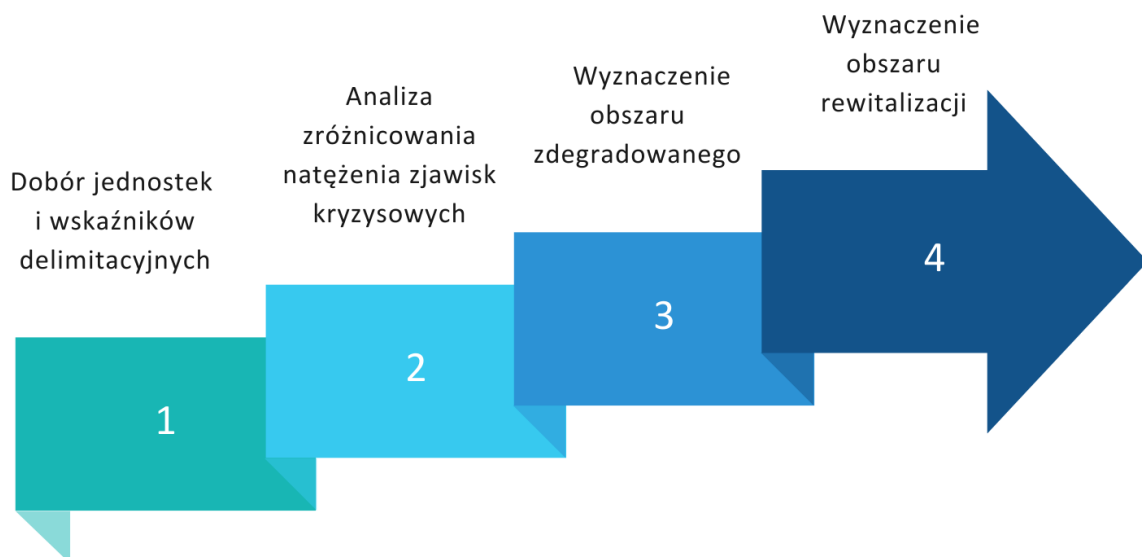 Dobór jednostek
i wskaźników
delimitacyjnych
1
Analiza
zróżnicowania
natężenia zjawisk
kryzysowych
2
Wyznaczenie
obszaru
zdegradowanego
3
Wyznaczenie
obszaru
rewitalizacji
4